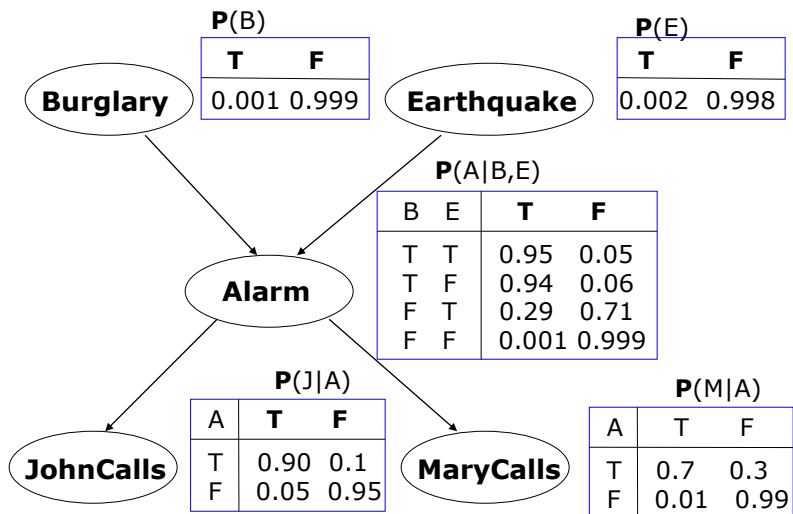 P(B)
T F
0.001 0.999
Burglary
P(E)
T F
0.002 0.998
Earthquake
P(A|B,E)
B E T F
T T 0.95 0.05
T F 0.94 0.06
F T 0.29 0.71
F F 0.001 0.999
Alarm
P(J|A)
A T F
T 0.90 0.1
F 0.05 0.95
JohnCalls
P(M|A)
A T F
T 0.7 0.3
F 0.01 0.99
MaryCalls